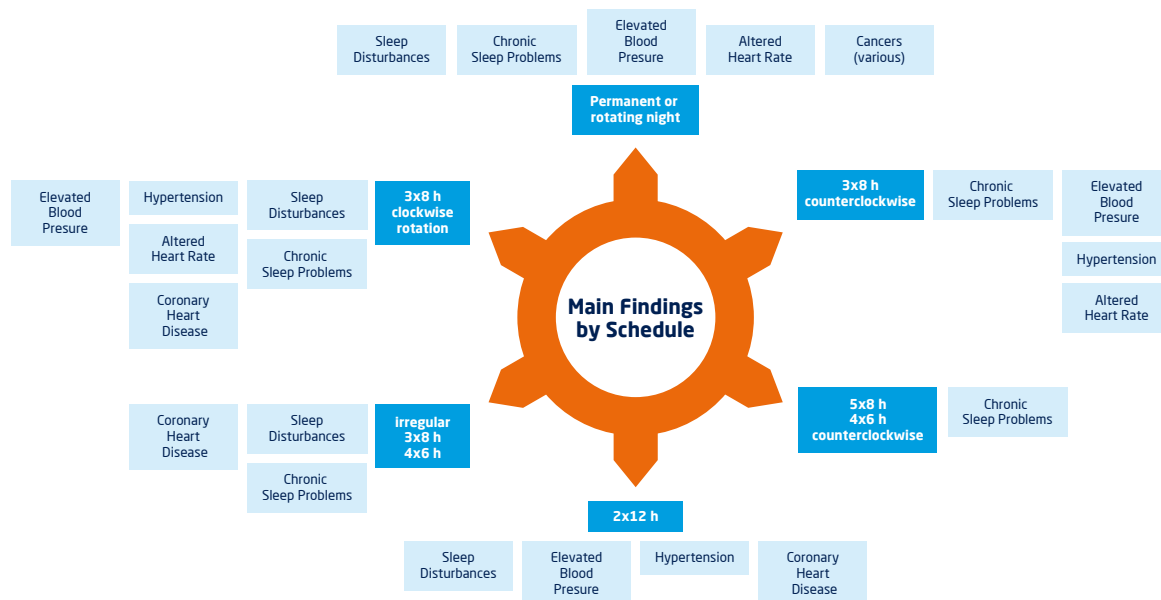 Sleep
Disturbances
Chronic
Sleep Problems
Elevated
Blood
Presure
Altered
Heart Rate
Cancers
(various)
Permanent or
rotating night
Elevated
Blood
Presure
Hypertension
Altered
Heart Rate
Coronary
Heart
Disease
Sleep
Disturbances
Chronic
Sleep Problems
3x8 h
clockwise
rotation
3x8 h
counterclockwise
Chronic
Sleep Problems
Elevated
Blood
Presure
Hypertension
Altered
Heart Rate
Main Findings
by Schedule
Coronary
Heart
Disease
Sleep
Disturbances
Chronic
Sleep Problems
irregular
3x8 h
4x6 h
5x8 h
4x6 h
counterclockwise
Chronic
Sleep Problems
2x12 h
Sleep
Disturbances
Elevated
Blood
Presure
Hypertension
Coronary
Heart
Disease